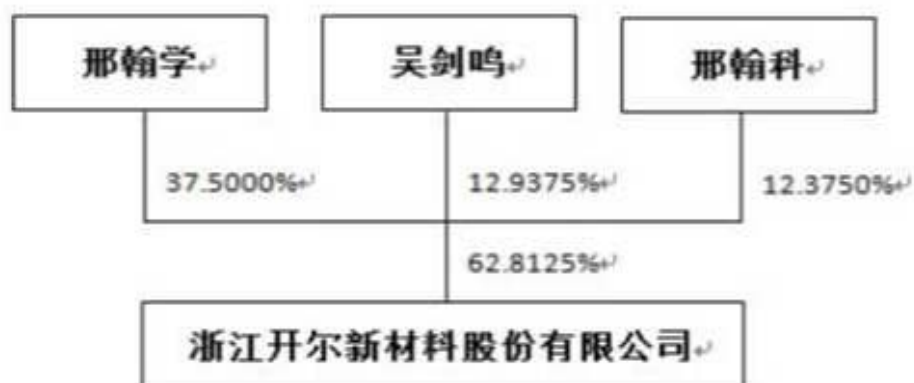 邢翰学
吴剑鸣
邢翰科
37.5000%
12.9375%
12.3750%
62.8125%
浙江开尔新材料股份有限公司